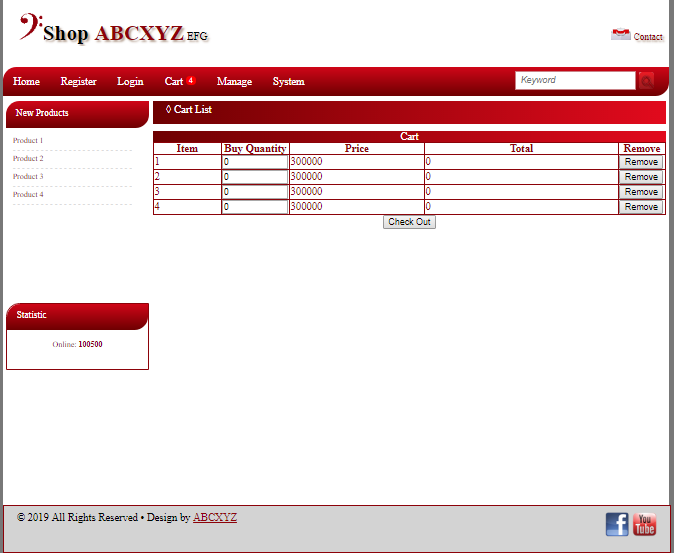 Shop ABCXYZ EFG
Contact
Home Register Login Cart 4 Manage System Keyword
New Products
Product 1
Product 2
Product 3
Product 4
◊ Cart List
Cart
Item Buy Quantity Price Total Remove
1 0 300000 0 Remove
2 0 300000 0 Remove
3 0 300000 0 Remove
4 0 300000 0 Remove
Check Out
Statistic
Online: 100500
© 2019 All Rights Reserved • Design by ABCXYZ
You Tube